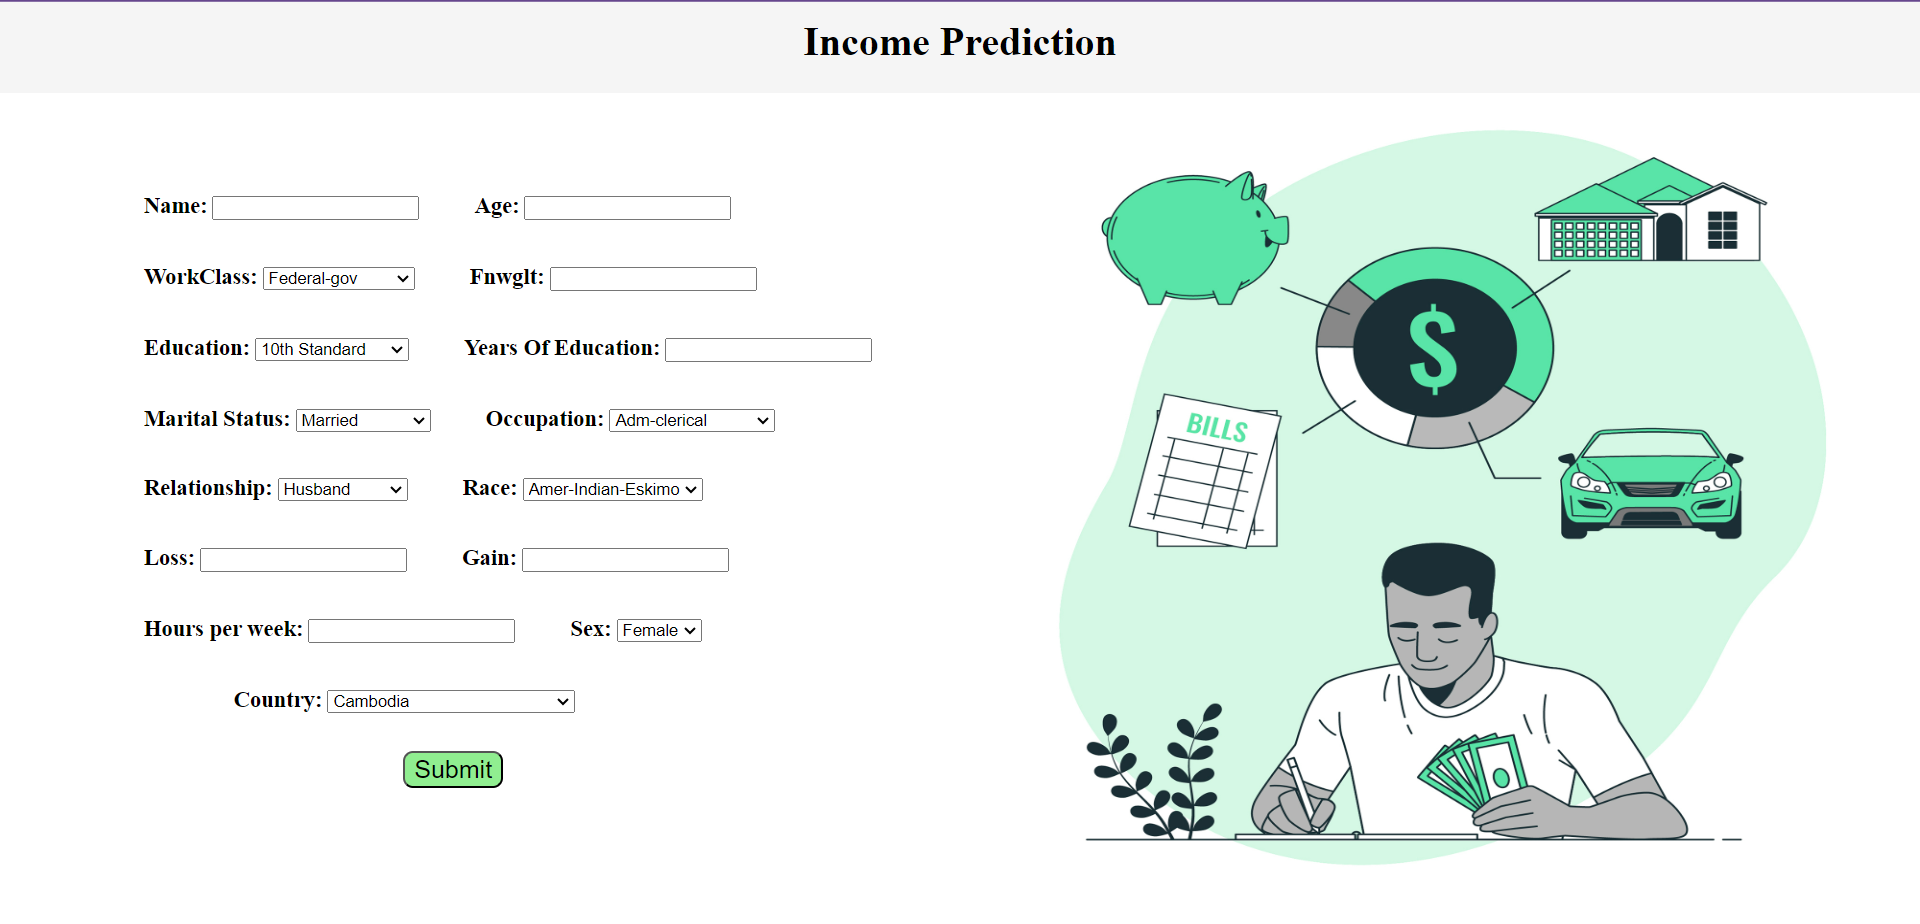 Income Prediction
Name: Age:
WorkClass: Federal-gov Fnwglt:
Education: 10th Standard Years Of Education:
Marital Status: Married Occupation: Adm-clerical
Relationship: Husband Race: Amer-Indian-Eskimo
Loss: Gain:
Hours per week: Sex: Female
Country: Cambodia
Submit
$
BILLS